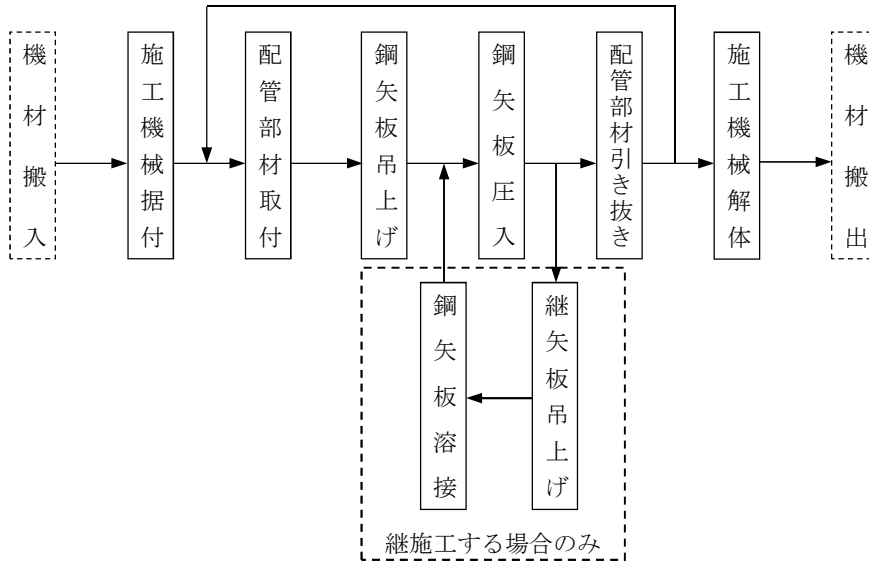 機材搬入
施工機械据付
配管部材取付
鋼矢板吊上げ
鋼矢板圧入
配管部材引き抜き
施工機械解体
機材搬出
鋼矢板溶接
継矢板吊上げ
継施工する場合のみ